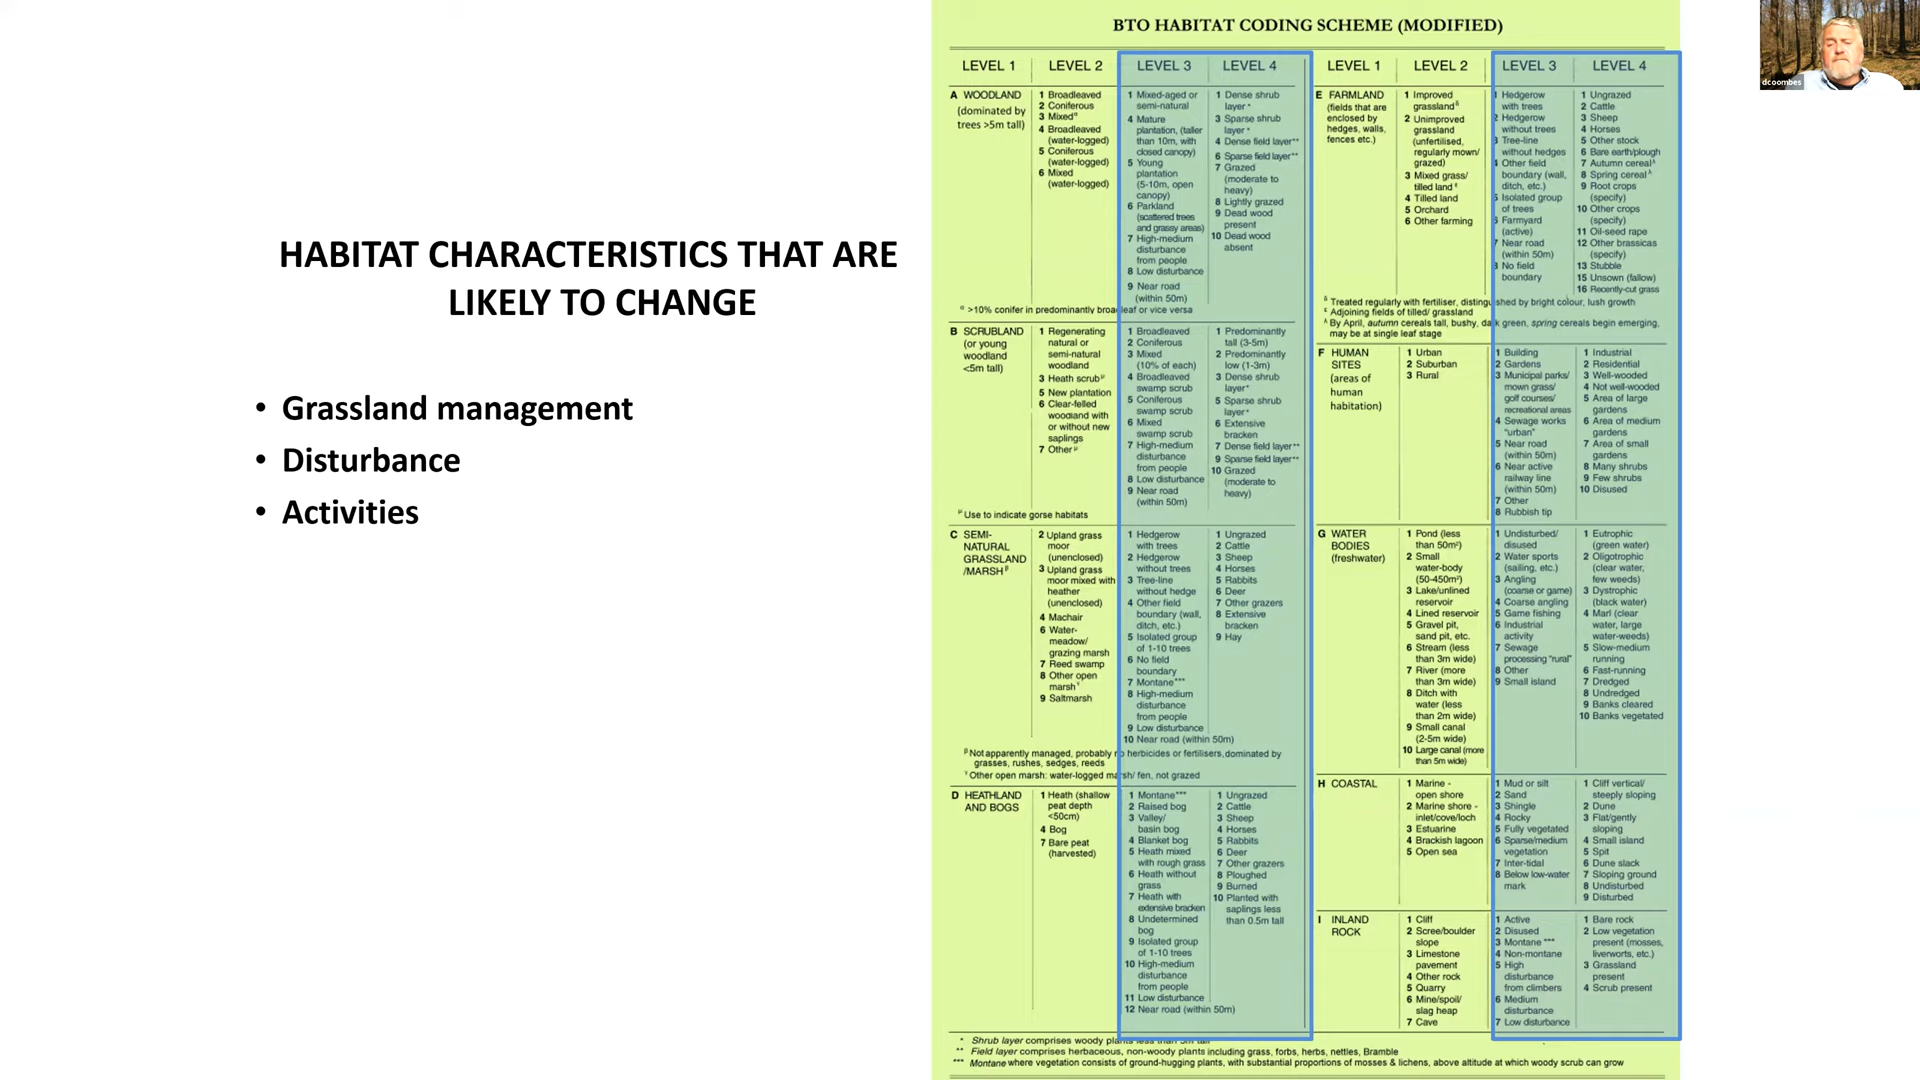 HABITAT CHARACTERISTICS THAT ARE
LIKELY TO CHANGE
• Grassland management
• Disturbance
• Activities
dcoombes
BTO HABITAT CODING SCHEME (MODIFIED)
LEVEL 1
LEVEL 2
LEVEL 3
LEVEL 4
A WOODLAND
(dominated by
trees >5m tall)
1 Broadleaved
2 Coniferous
3 Mixedα
4 Broadleaved
(water-logged)
5 Coniferous
(water-logged)
6 Mixed
(water-logged)
1 Mixed-aged or
semi-natural
4 Mature
plantation, (taller
than 10m, with
closed canopy)
5 Young
plantation
(5-10m, open
canopy)
6 Parkland
(scattered trees
and grassy areas)
7 High-medium
disturbance
from people
8 Low disturbance
9 Near road
(within 50m)
1 Dense shrub
layer *
3 Sparse shrub
layer *
4 Dense field layer**
6 Sparse field layer**
7 Grazed
(moderate to
heavy)
8 Lightly grazed
9 Dead wood
present
10 Dead wood
absent
α >10% conifer in predominantly broadleaf or vice versa
B SCRUBLAND
(or young
woodland
<5m tall)
1 Regenerating
natural or
semi-natural
woodland
3 Heath scrubμ
5 New plantation
6 Clear-felled
woodland with
or without new
saplings
7 Otherμ
1 Broadleaved
2 Coniferous
3 Mixed
(10% of each)
4 Broadleaved
swamp scrub
5 Coniferous
swamp scrub
6 Mixed
swamp scrub
7 High-medium
disturbance
from people
8 Low disturbance
9 Near road
(within 50m)
1 Predominantly
tall (3-5m)
2 Predominantly
low (1-3m)
3 Dense shrub
layer*
5 Sparse shrub
layer*
6 Extensive
bracken
7 Dense field layer**
9 Sparse field layer**
10 Grazed
(moderate to
heavy)
μ Use to indicate gorse habitats
C SEMI-
NATURAL
GRASSLAND
/MARSH β
2 Upland grass
moor
(unenclosed)
3 Upland grass
moor mixed with
heather
(unenclosed)
4 Machair
6 Water-
meadow/
grazing marsh
7 Reed swamp
8 Other open
marshγ
9 Saltmarsh
1 Hedgerow
with trees
2 Hedgerow
without trees
3 Tree-line
without hedge
4 Other field
boundary (wall,
ditch, etc.)
5 Isolated group
of 1-10 trees
6 No field
boundary
7 Montane***
8 High-medium
disturbance
from people
9 Low disturbance
10 Near road (within 50m)
1 Ungrazed
2 Cattle
3 Sheep
4 Horses
5 Rabbits
6 Deer
7 Other grazers
8 Extensive
bracken
9 Hay
β Not apparently managed, probably no herbicides or fertilisers, dominated by
grasses, rushes, sedges, reeds
γ Other open marsh: water-logged marsh/ fen, not grazed
D HEATHLAND
AND BOGS
1 Heath (shallow
peat depth
<50cm)
4 Bog
7 Bare peat
(harvested)
1 Montane***
2 Raised bog
3 Valley/
basin bog
4 Blanket bog
5 Heath mixed
with rough grass
6 Heath without
grass
7 Heath with
extensive bracken
8 Undetermined
bog
9 Isolated group
of 1-10 trees
10 High-medium
disturbance
from people
11 Low disturbance
12 Near road (within 50m)
1 Ungrazed
2 Cattle
3 Sheep
4 Horses
5 Rabbits
6 Deer
7 Other grazers
8 Ploughed
9 Burned
10 Planted with
saplings less
than 0.5m tall
LEVEL 1
LEVEL 2
LEVEL 3
LEVEL 4
E FARMLAND
(fields that are
enclosed by
hedges, walls,
fences etc.)
1 Improved
grasslandδ
2 Unimproved
grassland
(unfertilised,
regularly mown/
grazed)
3 Mixed grass/
tilled land ε
4 Tilled land
5 Orchard
6 Other farming
1 Hedgerow
with trees
2 Hedgerow
without trees
3 Tree-line
without hedges
4 Other field
boundary (wall,
ditch, etc.)
5 Isolated group
of trees
6 Farmyard
(active)
7 Near road
(within 50m)
8 No field
boundary
1 Ungrazed
2 Cattle
3 Sheep
4 Horses
5 Other stock
6 Bare earth/plough
7 Autumn cerealλ
8 Spring cerealλ
9 Root crops
(specify)
10 Other crops
(specify)
11 Oil-seed rape
12 Other brassicas
(specify)
13 Stubble
15 Unsown (fallow)
16 Recently-cut grass
δ Treated regularly with fertiliser, distinguished by bright colour, lush growth
ε Adjoining fields of tilled/ grassland
λ By April, autumn cereals tall, bushy, dark green, spring cereals begin emerging,
may be at single leaf stage
F HUMAN
SITES
(areas of
human
habitation)
1 Urban
2 Suburban
3 Rural
1 Building
2 Gardens
3 Municipal parks/
mown grass/
golf courses/
recreational areas
4 Sewage works
"urban"
5 Near road
(within 50m)
6 Near active
railway line
(within 50m)
7 Other
8 Rubbish tip
1 Industrial
2 Residential
3 Well-wooded
4 Not well-wooded
5 Area of large
gardens
6 Area of medium
gardens
7 Area of small
gardens
8 Many shrubs
9 Few shrubs
10 Disused
G WATER
BODIES
(freshwater)
1 Pond (less
than 50m²)
2 Small
water-body
(50-450m²)
3 Lake/unlined
reservoir
4 Lined reservoir
5 Gravel pit,
sand pit, etc.
6 Stream (less
than 3m wide)
7 River (more
than 3m wide)
8 Ditch with
water (less
than 2m wide)
9 Small canal
(2-5m wide)
10 Large canal (more
than 5m wide)
1 Undisturbed/
disused
2 Water sports
(sailing, etc.)
3 Angling
(coarse or game)
4 Coarse angling
5 Game fishing
6 Industrial
activity
7 Sewage
processing "rural"
8 Other
9 Small island
1 Eutrophic
(green water)
2 Oligotrophic
(clear water,
few weeds)
3 Dystrophic
(black water)
4 Marl (clear
water, large
water-weeds)
5 Slow-medium
running
6 Fast-running
7 Dredged
8 Undredged
9 Banks cleared
10 Banks vegetated
H COASTAL
1 Marine -
open shore
2 Marine shore -
inlet/cove/loch
3 Estuarine
4 Brackish lagoon
5 Open sea
1 Mud or silt
2 Sand
3 Shingle
4 Rocky
5 Fully vegetated
6 Sparse/medium
vegetation
7 Inter-tidal
8 Below low-water
mark
1 Cliff vertical/
steeply sloping
2 Dune
3 Flat/gently
sloping
4 Small island
5 Spit
6 Dune slack
7 Sloping ground
8 Undisturbed
9 Disturbed
I INLAND
ROCK
1 Cliff
2 Scree/boulder
slope
3 Limestone
pavement
4 Other rock
5 Quarry
6 Mine/spoil/
slag heap
7 Cave
1 Active
2 Disused
3 Montane ***
4 Non-montane
5 High
disturbance
from climbers
6 Medium
disturbance
7 Low disturbance
1 Bare rock
2 Low vegetation
present (mosses,
liverworts, etc.)
3 Grassland
present
4 Scrub present
* Shrub layer comprises woody plants less than 5m tall
** Field layer comprises herbaceous, non-woody plants including grass, forbs, herbs, nettles, Bramble
*** Montane where vegetation consists of ground-hugging plants, with substantial proportions of mosses & lichens, above altitude at which woody scrub can grow